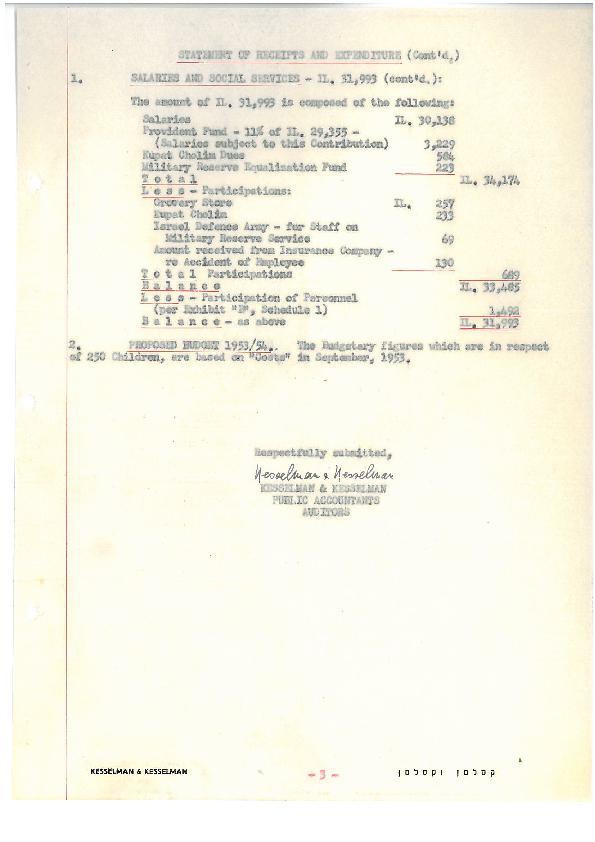 STATEMENT OF RECEIPTS AND EXPENDITURE (Cont'd.)
1. SALARIES AND SOCIAL SERVICES - IL. 31,993 (cont'd.):
The amount of IL. 31,993 is composed of the following:
Salaries IL. 30,138
Provident Fund - 11% of IL. 29,355 -
(Salaries subject to this Contribution) 3,229
Kupat Cholim Dues 584
Military Reserve Equalization Fund 223
T o t a l IL. 34,174
L e s s - Participations:
Grocery Store IL. 257
Kupat Cholim 233
Israel Defence Army - for Staff on
Military Reserve Service 69
Amount received from Insurance Company -
re Accident of Employee 130
T o t a l Participations 689
B a l a n c e IL. 33,485
L e s s - Participation of Personnel
(per Exhibit "B", Schedule 1) 1,492
B a l a n c e - as above IL. 31,993
2. PROPOSED BUDGET 1953/54. The Budgetary figures which are in respect
of 250 Children, are based on "Costs" in September, 1953.
Respectfully submitted,
Kesselman & Kesselman
KESSELMAN & KESSELMAN
PUBLIC ACCOUNTANTS
AUDITORS
KESSELMAN & KESSELMAN - 3 - קסלמן וקסלמן